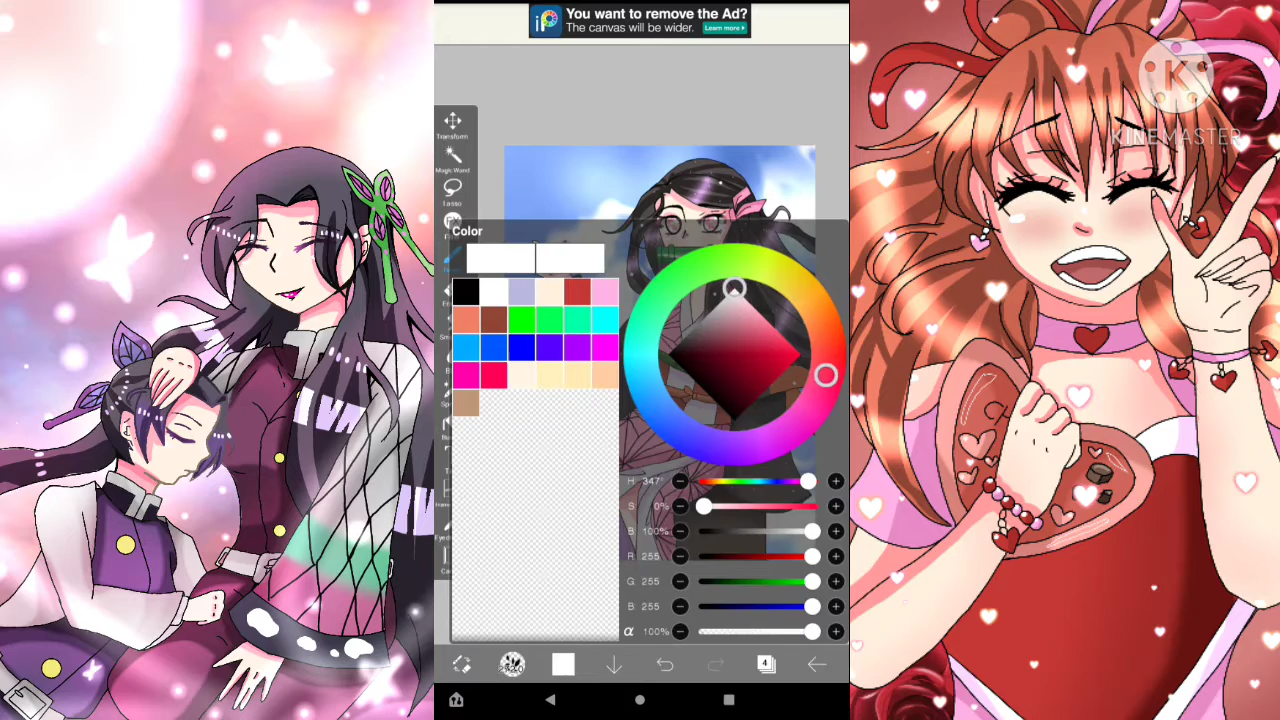 You want to remove the Ad?
The canvas will be wider.
Learn more
Transform
Magic Wand
Lasso
Color
KINEMASTER
H 347°
S 0%
B 100%
R 255
G 255
B 255
α 100%
4